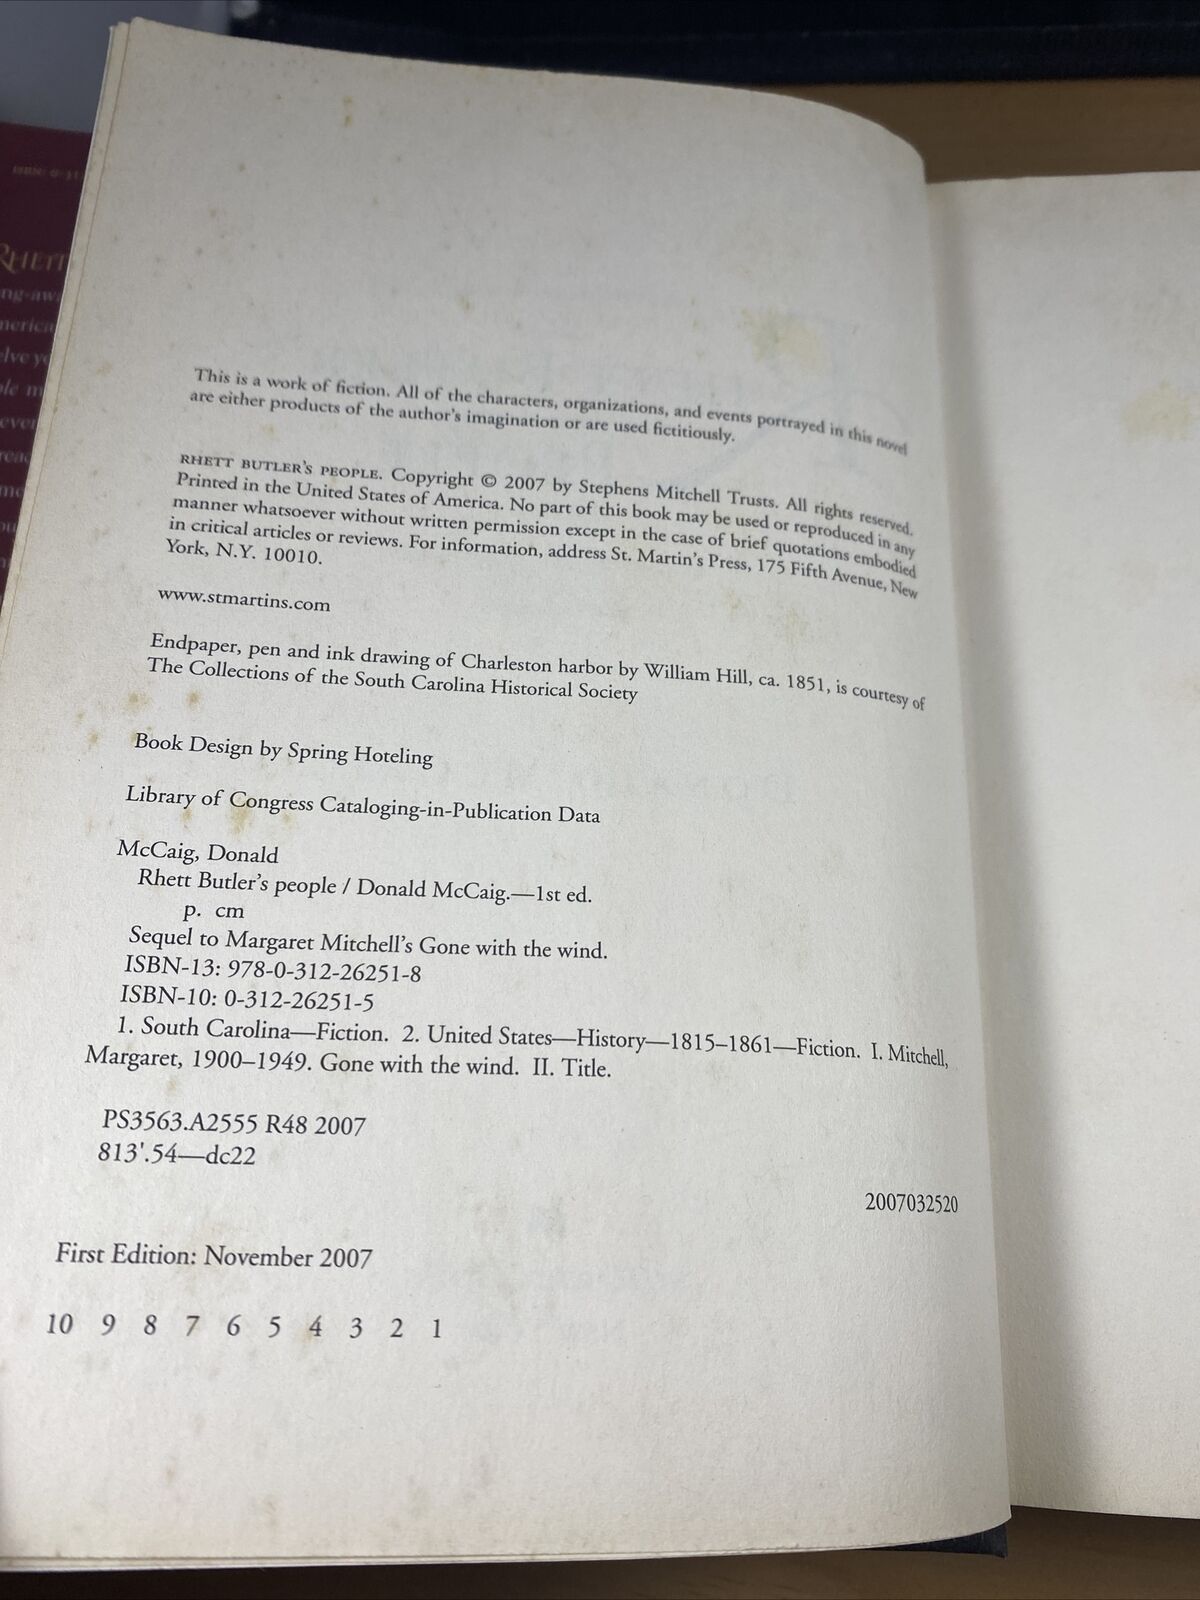 ISBN: 0-31
RHETT
This is a work of fiction. All of the characters, organizations, and events portrayed in this novel
are either products of the author's imagination or are used fictitiously.
RHETT BUTLER'S PEOPLE. Copyright © 2007 by Stephens Mitchell Trusts. All rights reserved.
Printed in the United States of America. No part of this book may be used or reproduced in any
manner whatsoever without written permission except in the case of brief quotations embodied
in critical articles or reviews. For information, address St. Martin's Press, 175 Fifth Avenue, New
York, N.Y. 10010.
www.stmartins.com
Endpaper, pen and ink drawing of Charleston harbor by William Hill, ca. 1851, is courtesy of
The Collections of the South Carolina Historical Society
Book Design by Spring Hoteling
Library of Congress Cataloging-in-Publication Data
McCaig, Donald
Rhett Butler's people / Donald McCaig.—1st ed.
p. cm
Sequel to Margaret Mitchell's Gone with the wind.
ISBN-13: 978-0-312-26251-8
ISBN-10: 0-312-26251-5
1. South Carolina—Fiction. 2. United States—History—1815–1861—Fiction. I. Mitchell,
Margaret, 1900–1949. Gone with the wind. II. Title.
PS3563.A2555 R48 2007
813'.54—dc22
2007032520
First Edition: November 2007
10 9 8 7 6 5 4 3 2 1